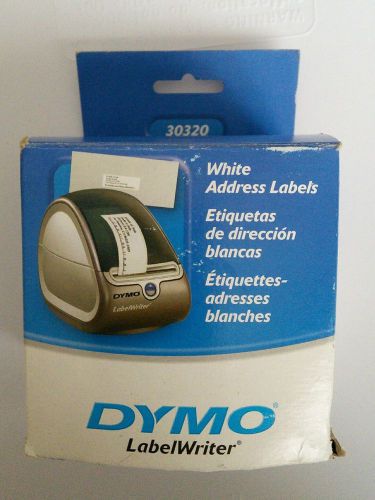 30320
White
Address Labels
Etiquetas
de dirección
blancas
Étiquettes-
adresses
blanches
DYMO
LabelWriter
DYMO®
LabelWriter®